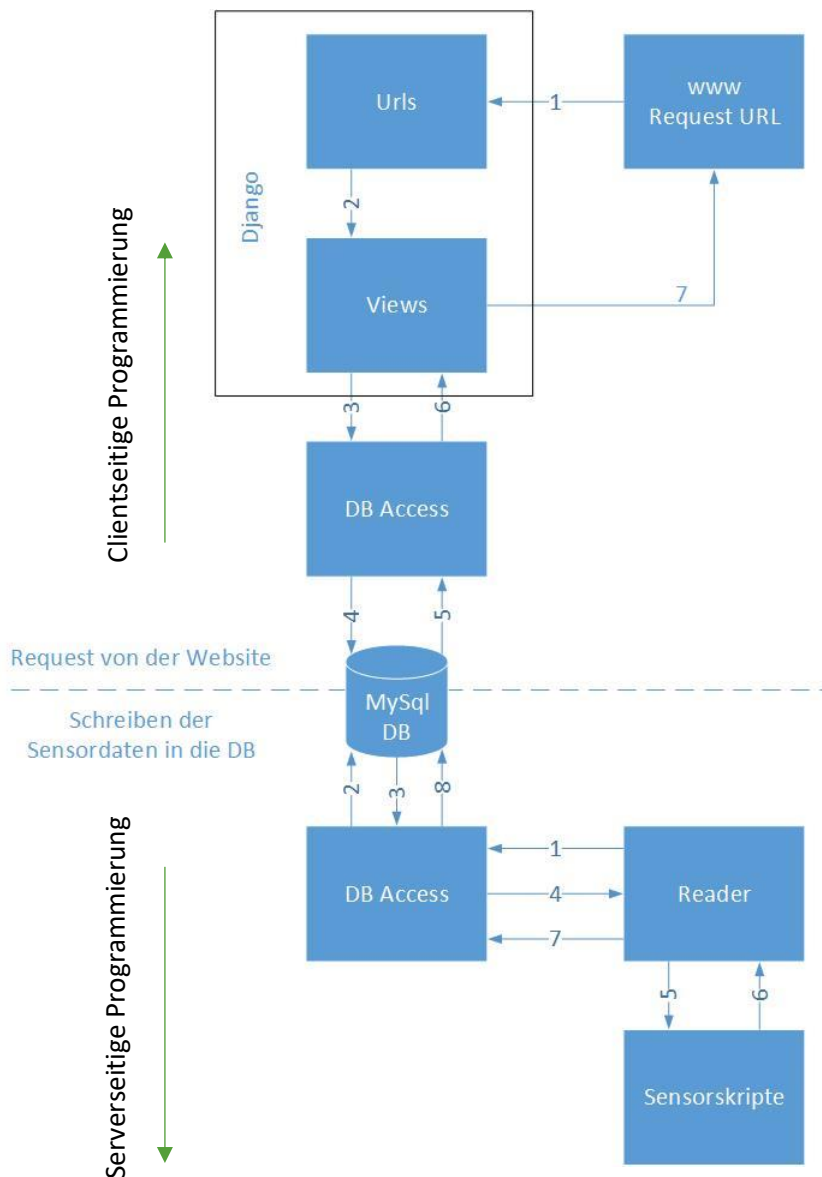 Urls
1
www
Request URL
Django
2
Views
7
Clientseitige Programmierung
3
6
DB Access
4
5
Request von der Website
MySql
DB
Schreiben der
Sensordaten in die DB
2
3
8
Serverseitige Programmierung
DB Access
1
4
7
Reader
5
6
Sensorskripte